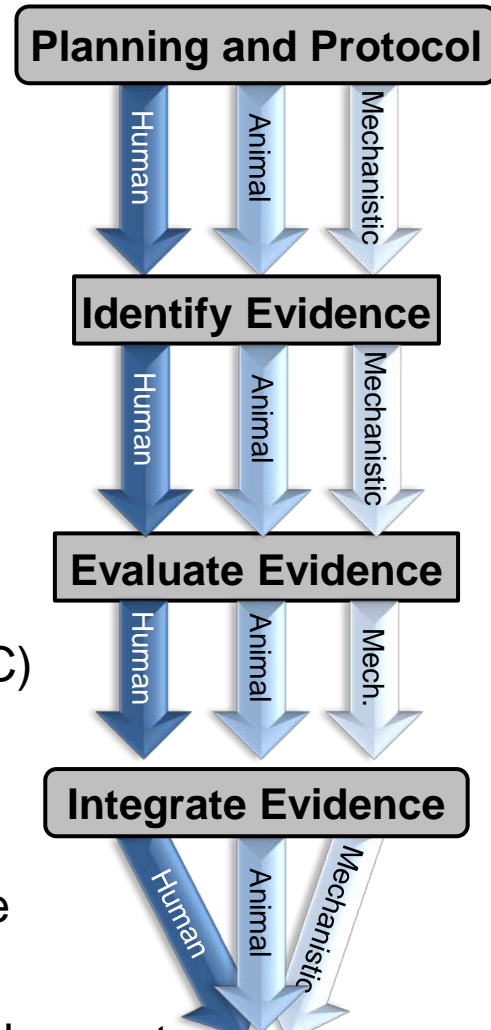 Planning and Protocol
Human Animal Mechanistic
Identify Evidence
Human Animal Mechanistic
Evaluate Evidence
Human Animal Mech.
C)
Integrate Evidence
Human Animal Mechanistic
e